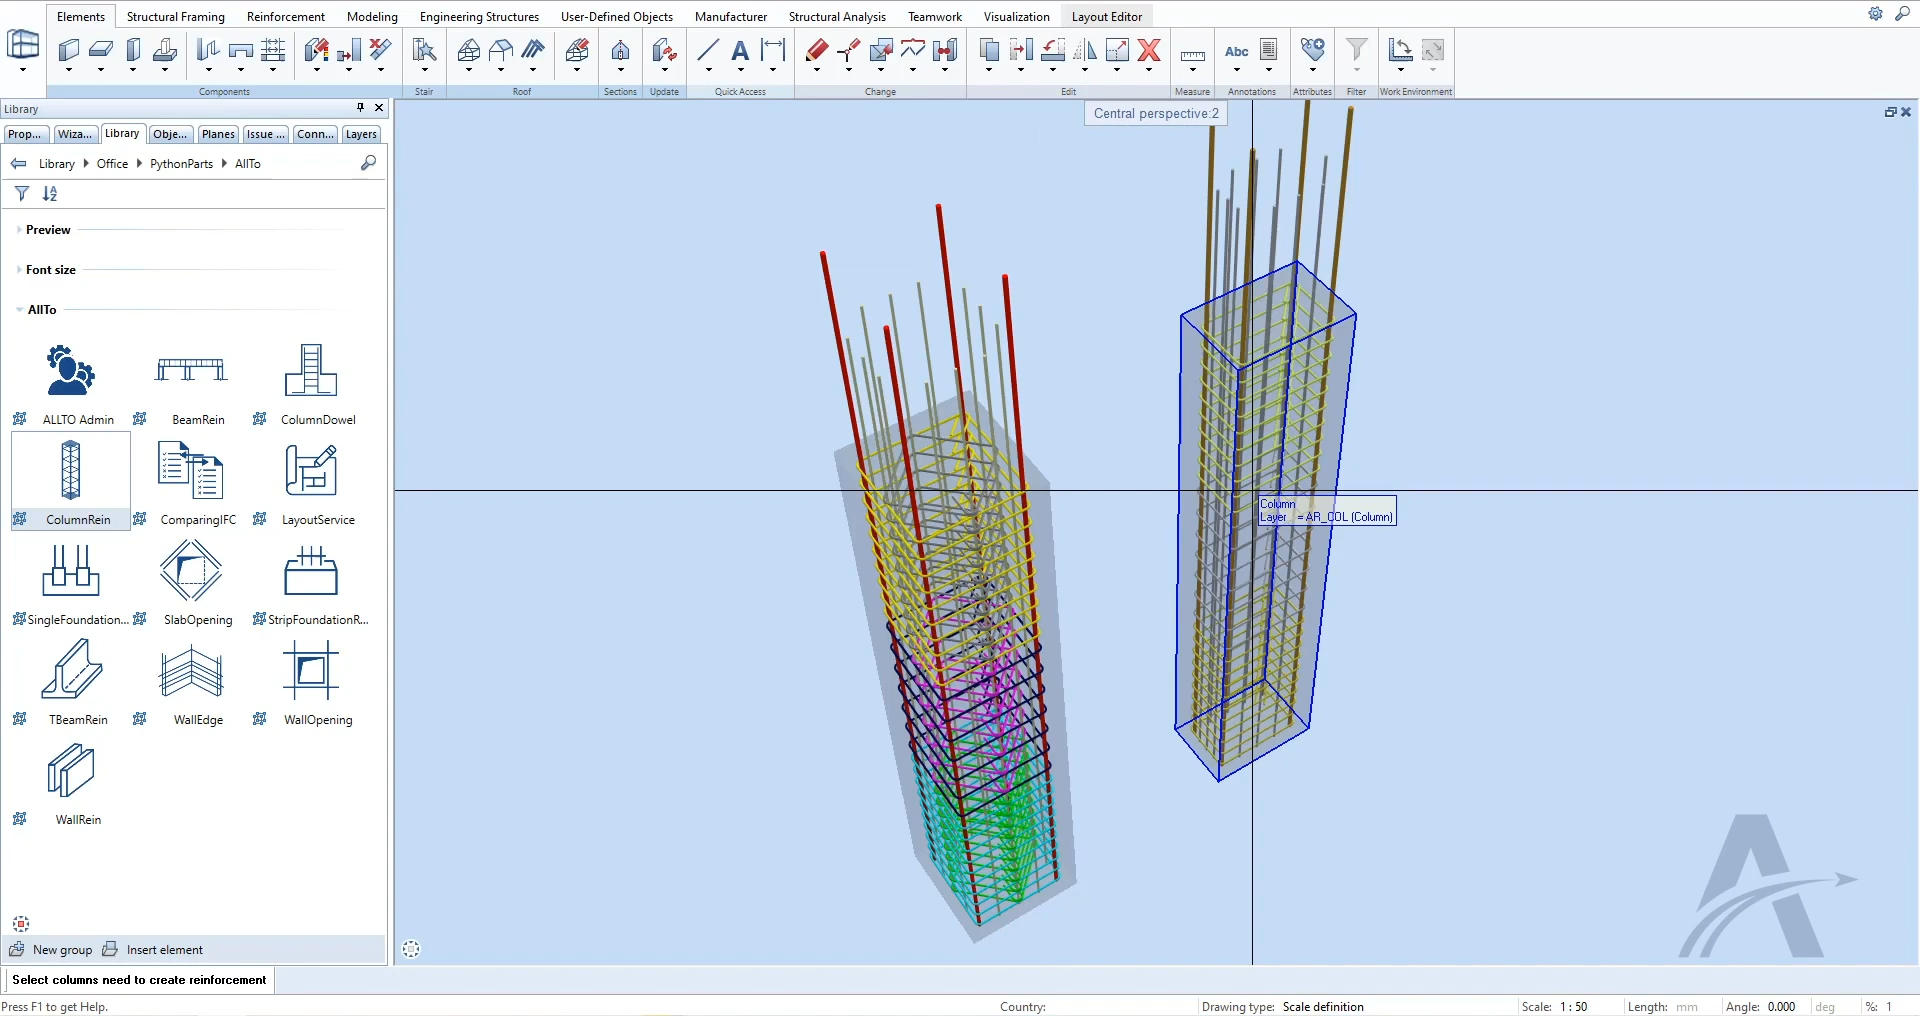 Elements Structural Framing Reinforcement Modeling Engineering Structures User-Defined Objects Manufacturer Structural Analysis Teamwork Visualization Layout Editor
A Abc
Components Stair Roof Sections Update Quick Access Change Edit Measure Annotations Attributes Filter Work Environment
Library
Prop... Wiza... Library Obje... Planes Issue ... Conn... Layers
Library Office PythonParts AllTo
Preview
Font size
AllTo
ALLTO Admin BeamRein ColumnDowel
ColumnRein ComparingIFC LayoutService
SingleFoundation... SlabOpening StripFoundationR...
TBeamRein WallEdge WallOpening
WallRein
New group Insert element
Central perspective:2
Column
Layer = AR_COL (Column)
Select columns need to create reinforcement
Press F1 to get Help. Country: Drawing type: Scale definition Scale: 1 : 50 Length: mm Angle: 0.000 deg %: 1